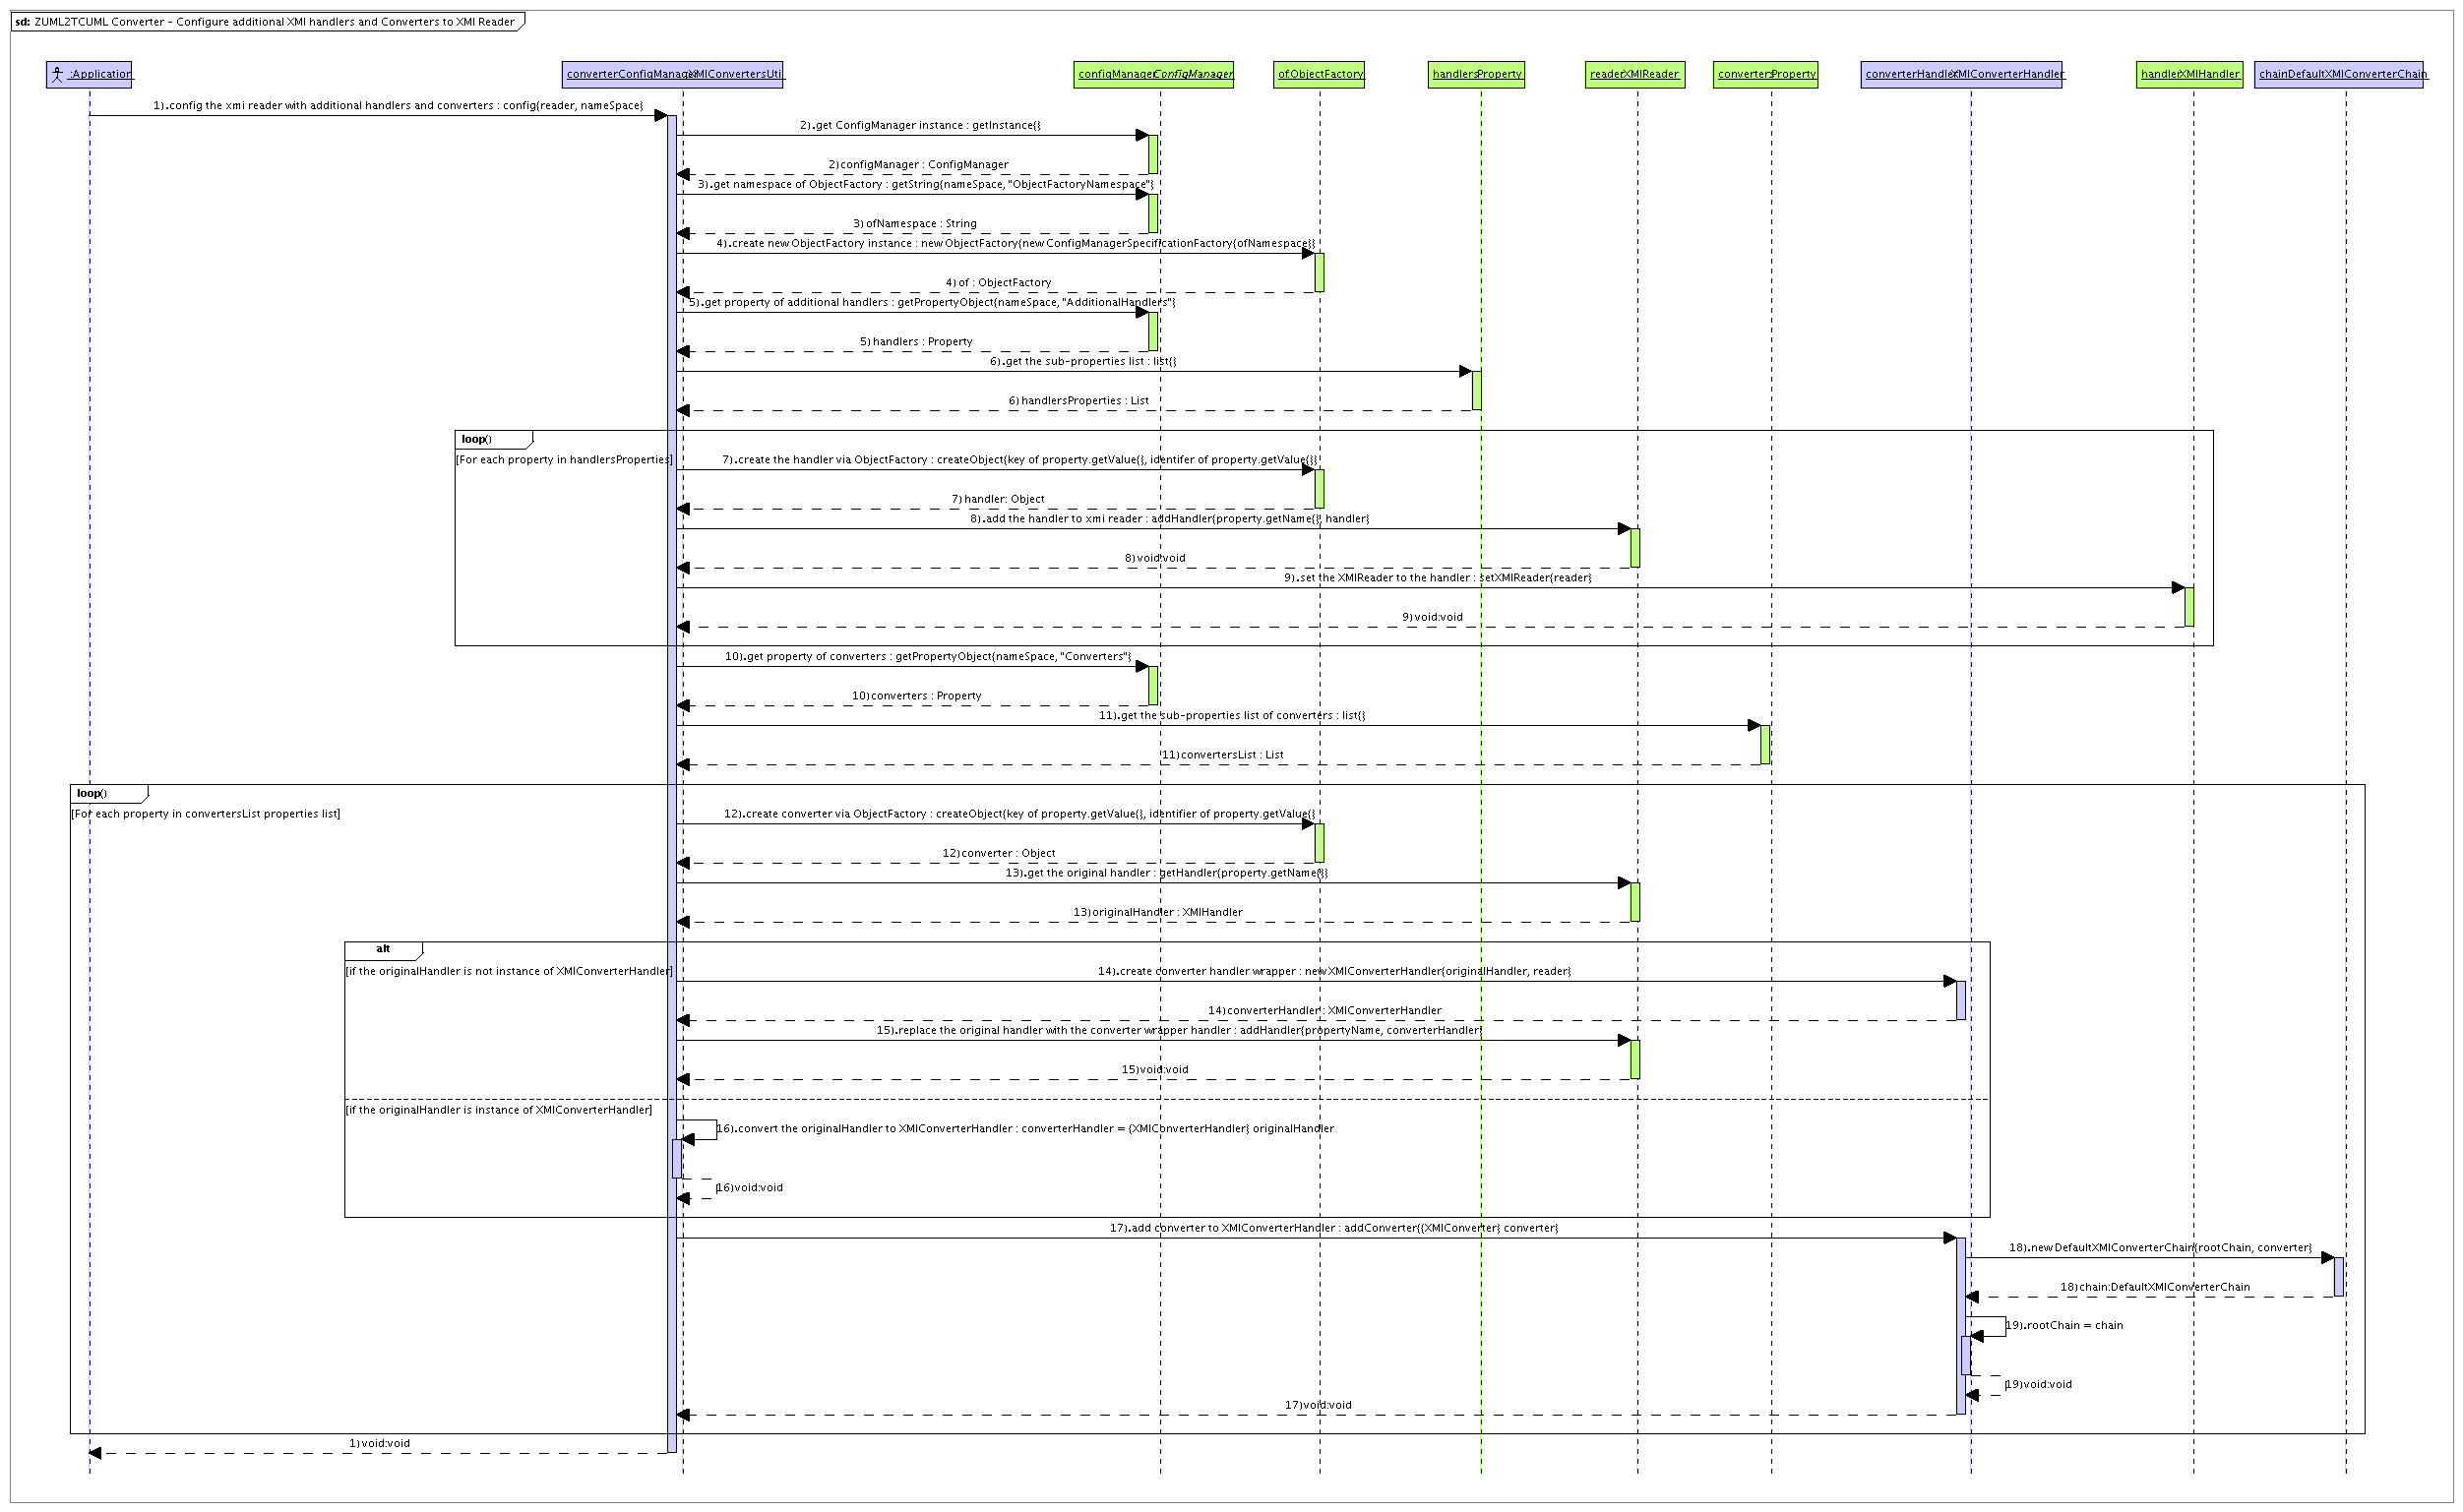 sd: ZUML2TCUML Converter - Configure additional XMI handlers and Converters to XMI Reader
:Application
converterConfigManager:XMIConvertersUtil
configManager:ConfigManager
of:ObjectFactory
handlers:Property
reader:XMIReader
converters:Property
converterHandler:XMIConverterHandler
handler:XMIHandler
chain:DefaultXMIConverterChain
1).config the xmi reader with additional handlers and converters : config{reader, nameSpace}
2).get ConfigManager instance : getInstance{}
2)configManager : ConfigManager
3).get namespace of ObjectFactory : getString{nameSpace, "ObjectFactoryNamespace"}
3)ofNamespace : String
4).create new ObjectFactory instance : new ObjectFactory{new ConfigManagerSpecificationFactory{ofNamespace}}
4)of : ObjectFactory
5).get property of additional handlers : getPropertyObject{nameSpace, "AdditionalHandlers"}
5)handlers : Property
6).get the sub-properties list : list{}
6)handlersProperties : List
loop()
[For each property in handlersProperties]
7).create the handler via ObjectFactory : createObject{key of property.getValue{}, identifer of property.getValue{}}
7)handler: Object
8).add the handler to xmi reader : addHandler{property.getName{}, handler}
8)void:void
9).set the XMIReader to the handler : setXMIReader{reader}
9)void:void
10).get property of converters : getPropertyObject{nameSpace, "Converters"}
10)converters : Property
11).get the sub-properties list of converters : list{}
11)convertersList : List
loop()
[For each property in convertersList properties list]
12).create converter via ObjectFactory : createObject{key of property.getValue{}, identifier of property.getValue{}
12)converter : Object
13).get the original handler : getHandler{property.getName{}}
13)originalHandler : XMIHandler
alt
[if the originalHandler is not instance of XMIConverterHandler]
14).create converter handler wrapper : new XMIConverterHandler{originalHandler, reader}
14)converterHandler : XMIConverterHandler
15).replace the original handler with the converter wrapper handler : addHandler{propertyName, converterHandler}
15)void:void
[if the originalHandler is instance of XMIConverterHandler]
16).convert the originalHandler to XMIConverterHandler : converterHandler = {XMIConverterHandler} originalHandler
16)void:void
17).add converter to XMIConverterHandler : addConverter{{XMIConverter} converter}
18).new DefaultXMIConverterChain{rootChain, converter}
18)chain:DefaultXMIConverterChain
19).rootChain = chain
19)void:void
17)void:void
1)void:void